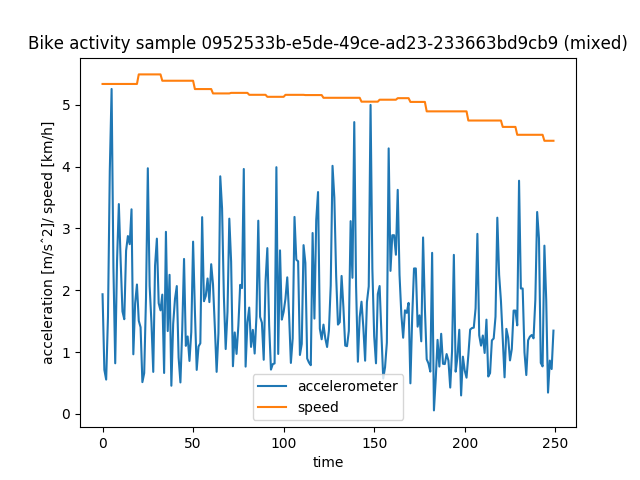 Bike activity sample 0952533b-e5de-49ce-ad23-233663bd9cb9 (mixed)
acceleration [m/s^2]/ speed [km/h]
5
4
3
2
1
0
accelerometer
speed
0 50 100 150 200 250
time